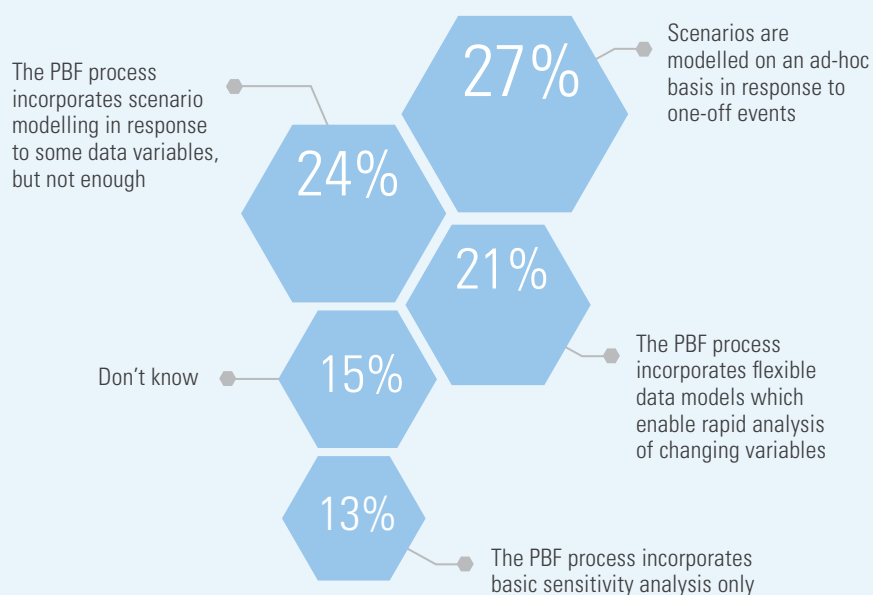 27%
Scenarios are
modelled on an ad-hoc
basis in response to
one-off events
The PBF process
incorporates scenario
modelling in response
to some data variables,
but not enough
24%
21%
The PBF process
incorporates flexible
data models which
enable rapid analysis
of changing variables
Don't know
15%
13%
The PBF process incorporates
basic sensitivity analysis only